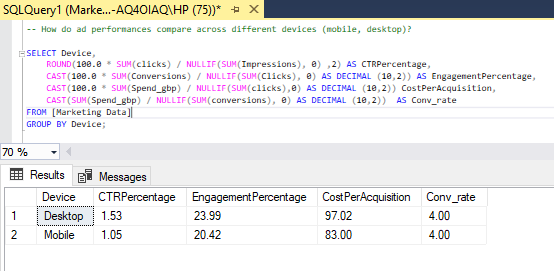 SQLQuery1 (Marke...-AQ4OIAQ\HP (75))*
-- How do ad performances compare across different devices (mobile, desktop)?
SELECT Device,
ROUND(100.0 * SUM(clicks) / NULLIF(SUM(Impressions), 0) ,2) AS CTRPercentage,
CAST(100.0 * SUM(Conversions) / NULLIF(SUM(Clicks), 0) AS DECIMAL (10,2)) AS EngagementPercentage,
CAST(100.0 * SUM(Spend_gbp) / NULLIF(SUM(clicks),0) AS DECIMAL (10,2)) CostPerAcquisition,
CAST(SUM(Spend_gbp) / NULLIF(SUM(conversions), 0) AS DECIMAL (10,2)) AS Conv_rate
FROM [Marketing Data]
GROUP BY Device;
70 %
Results Messages
Device CTRPercentage EngagementPercentage CostPerAcquisition Conv_rate
1 Desktop 1.53 23.99 97.02 4.00
2 Mobile 1.05 20.42 83.00 4.00